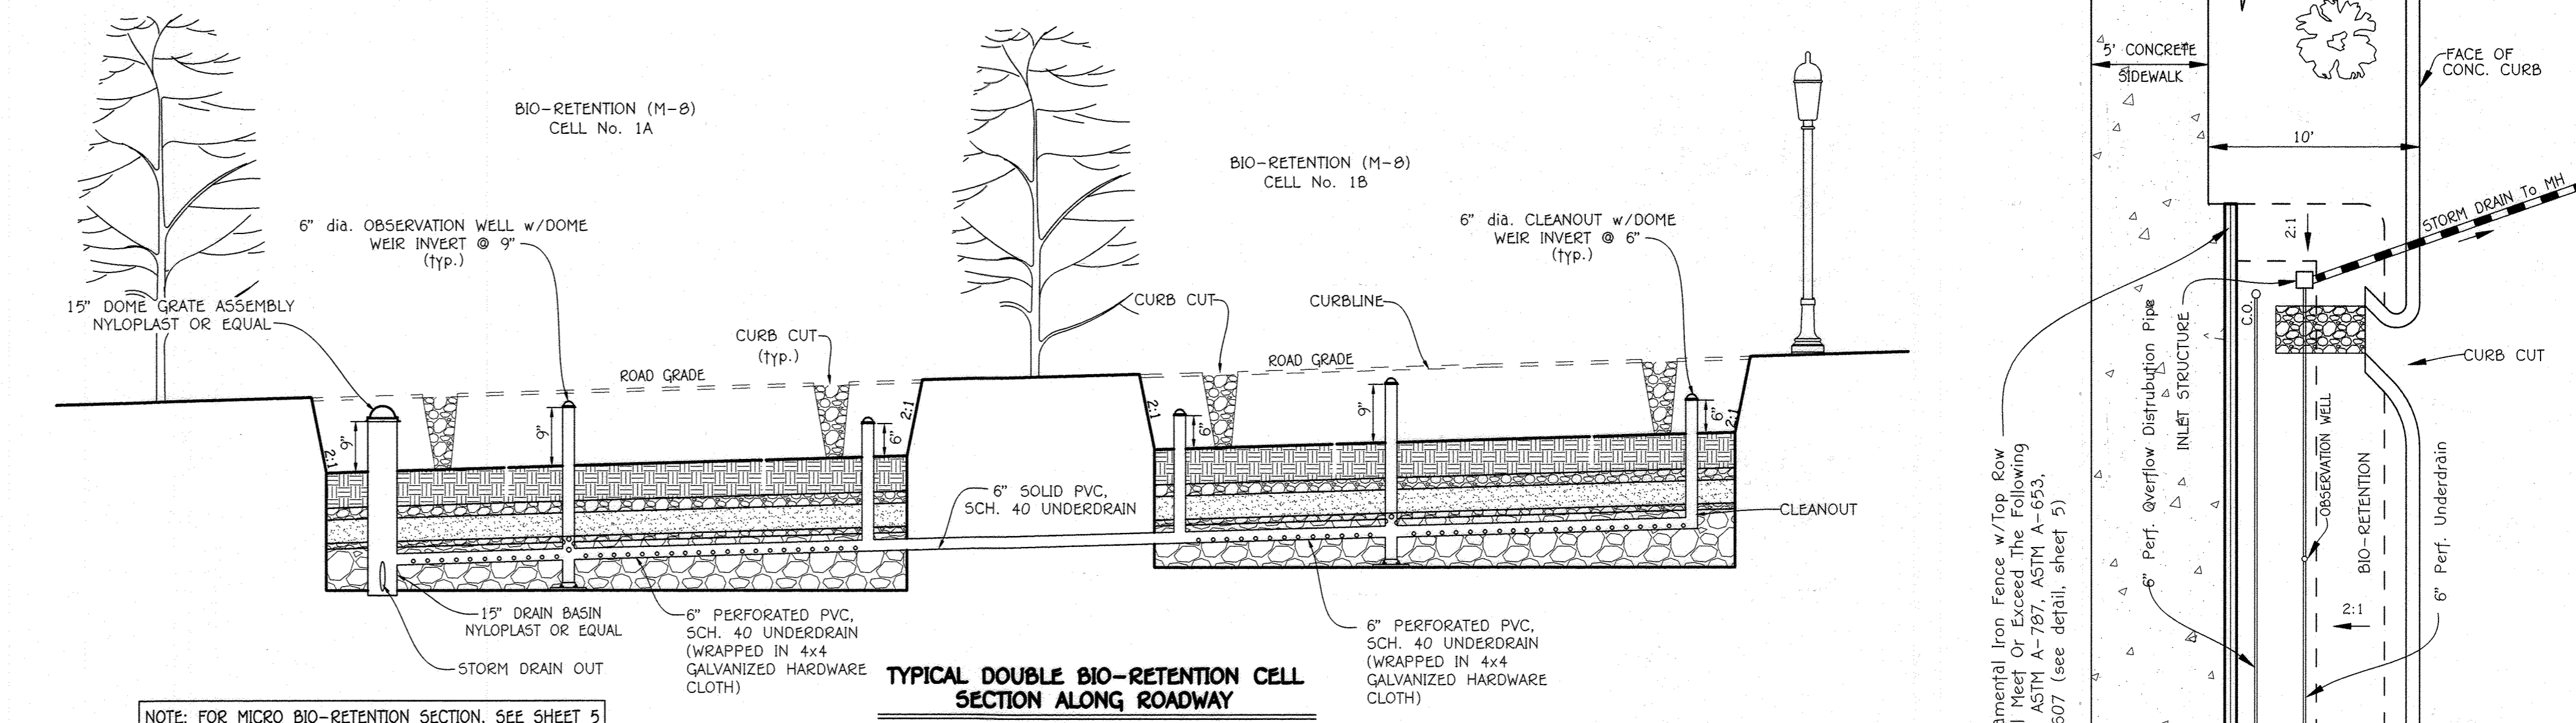 BIO-RETENTION (M-8)
CELL No. 1A
BIO-RETENTION (M-8)
CELL No. 1B
6" dia. OBSERVATION WELL w/DOME
WEIR INVERT @ 9"
(typ.)
6" dia. CLEANOUT w/DOME
WEIR INVERT @ 6"
(typ.)
15" DOME GRATE ASSEMBLY
NYLOPLAST OR EQUAL
CURB CUT
(typ.)
CURB CUT
CURBLINE
ROAD GRADE
ROAD GRADE
2:1
9"
9"
6"
2:1
2:1
6"
9"
6"
2:1
6" SOLID PVC,
SCH. 40 UNDERDRAIN
CLEANOUT
15" DRAIN BASIN
NYLOPLAST OR EQUAL
STORM DRAIN OUT
6" PERFORATED PVC,
SCH. 40 UNDERDRAIN
(WRAPPED IN 4x4
GALVANIZED HARDWARE
CLOTH)
6" PERFORATED PVC,
SCH. 40 UNDERDRAIN
(WRAPPED IN 4x4
GALVANIZED HARDWARE
CLOTH)
TYPICAL DOUBLE BIO-RETENTION CELL
SECTION ALONG ROADWAY
NOTE: FOR MICRO BIO-RETENTION SECTION, SEE SHEET 5
5' CONCRETE
SIDEWALK
FACE OF
CONC. CURB
10'
STORM DRAIN To MH
2:1
C.O.
CURB CUT
INLET STRUCTURE
6" Perf. Overflow Distrubution Pipe
OBSERVATION WELL
BIO-RETENTION
6" Perf. Underdrain
2:1
Iron Fence w/Top Row
Meet Or Exceed The Following
ASTM A-787, ASTM A-653,
607 (see detail, sheet 5)